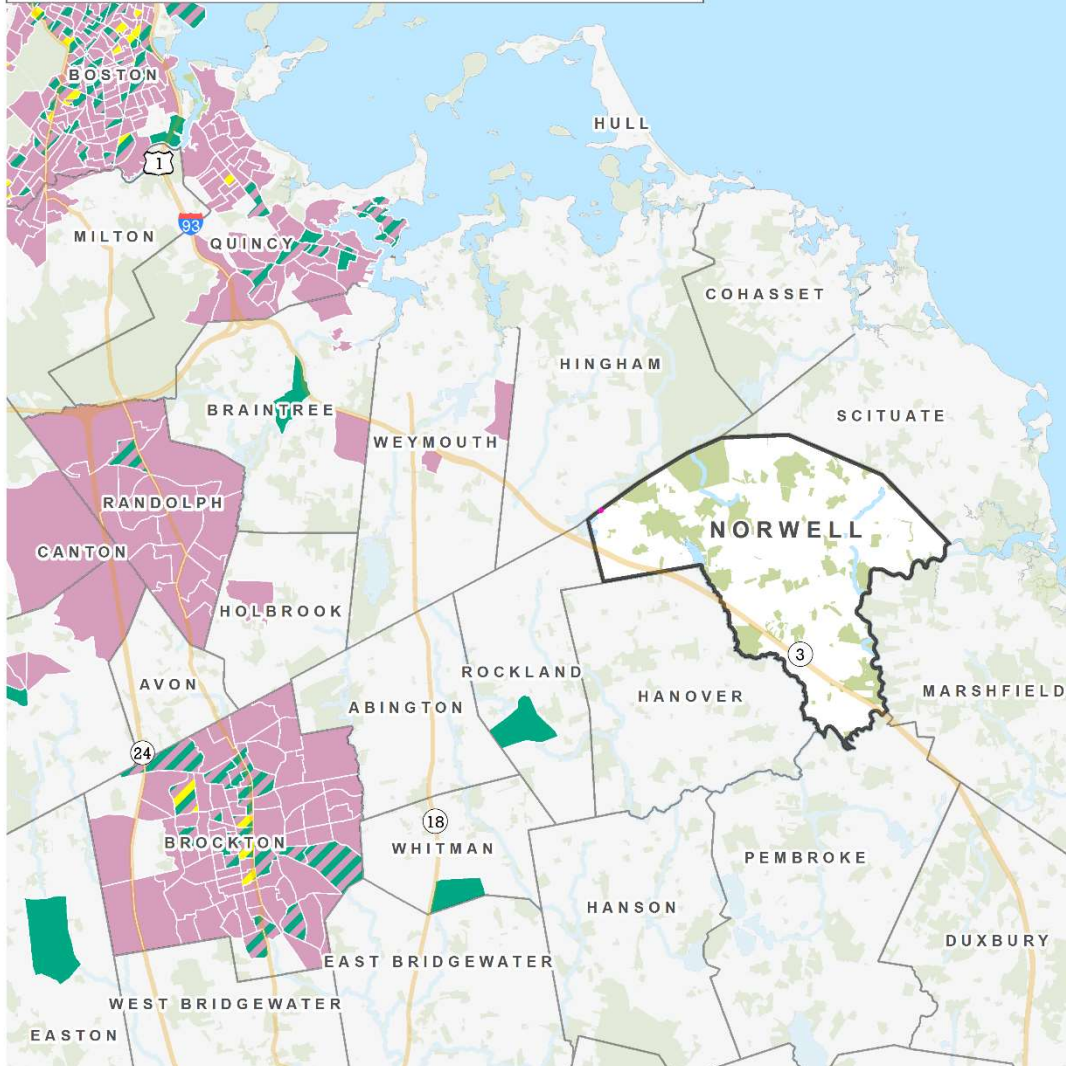 BOSTON
HULL
1
MILTON
93
QUINCY
COHASSET
HINGHAM
SCITUATE
BRAINTREE
WEYMOUTH
RANDOLPH
NORWELL
CANTON
HOLBROOK
3
ROCKLAND
AVON
HANOVER
MARSHFIELD
ABINGTON
24
18
BROCKTON
WHITMAN
PEMBROKE
HANSON
DUXBURY
EAST BRIDGEWATER
WEST BRIDGEWATER
EASTON